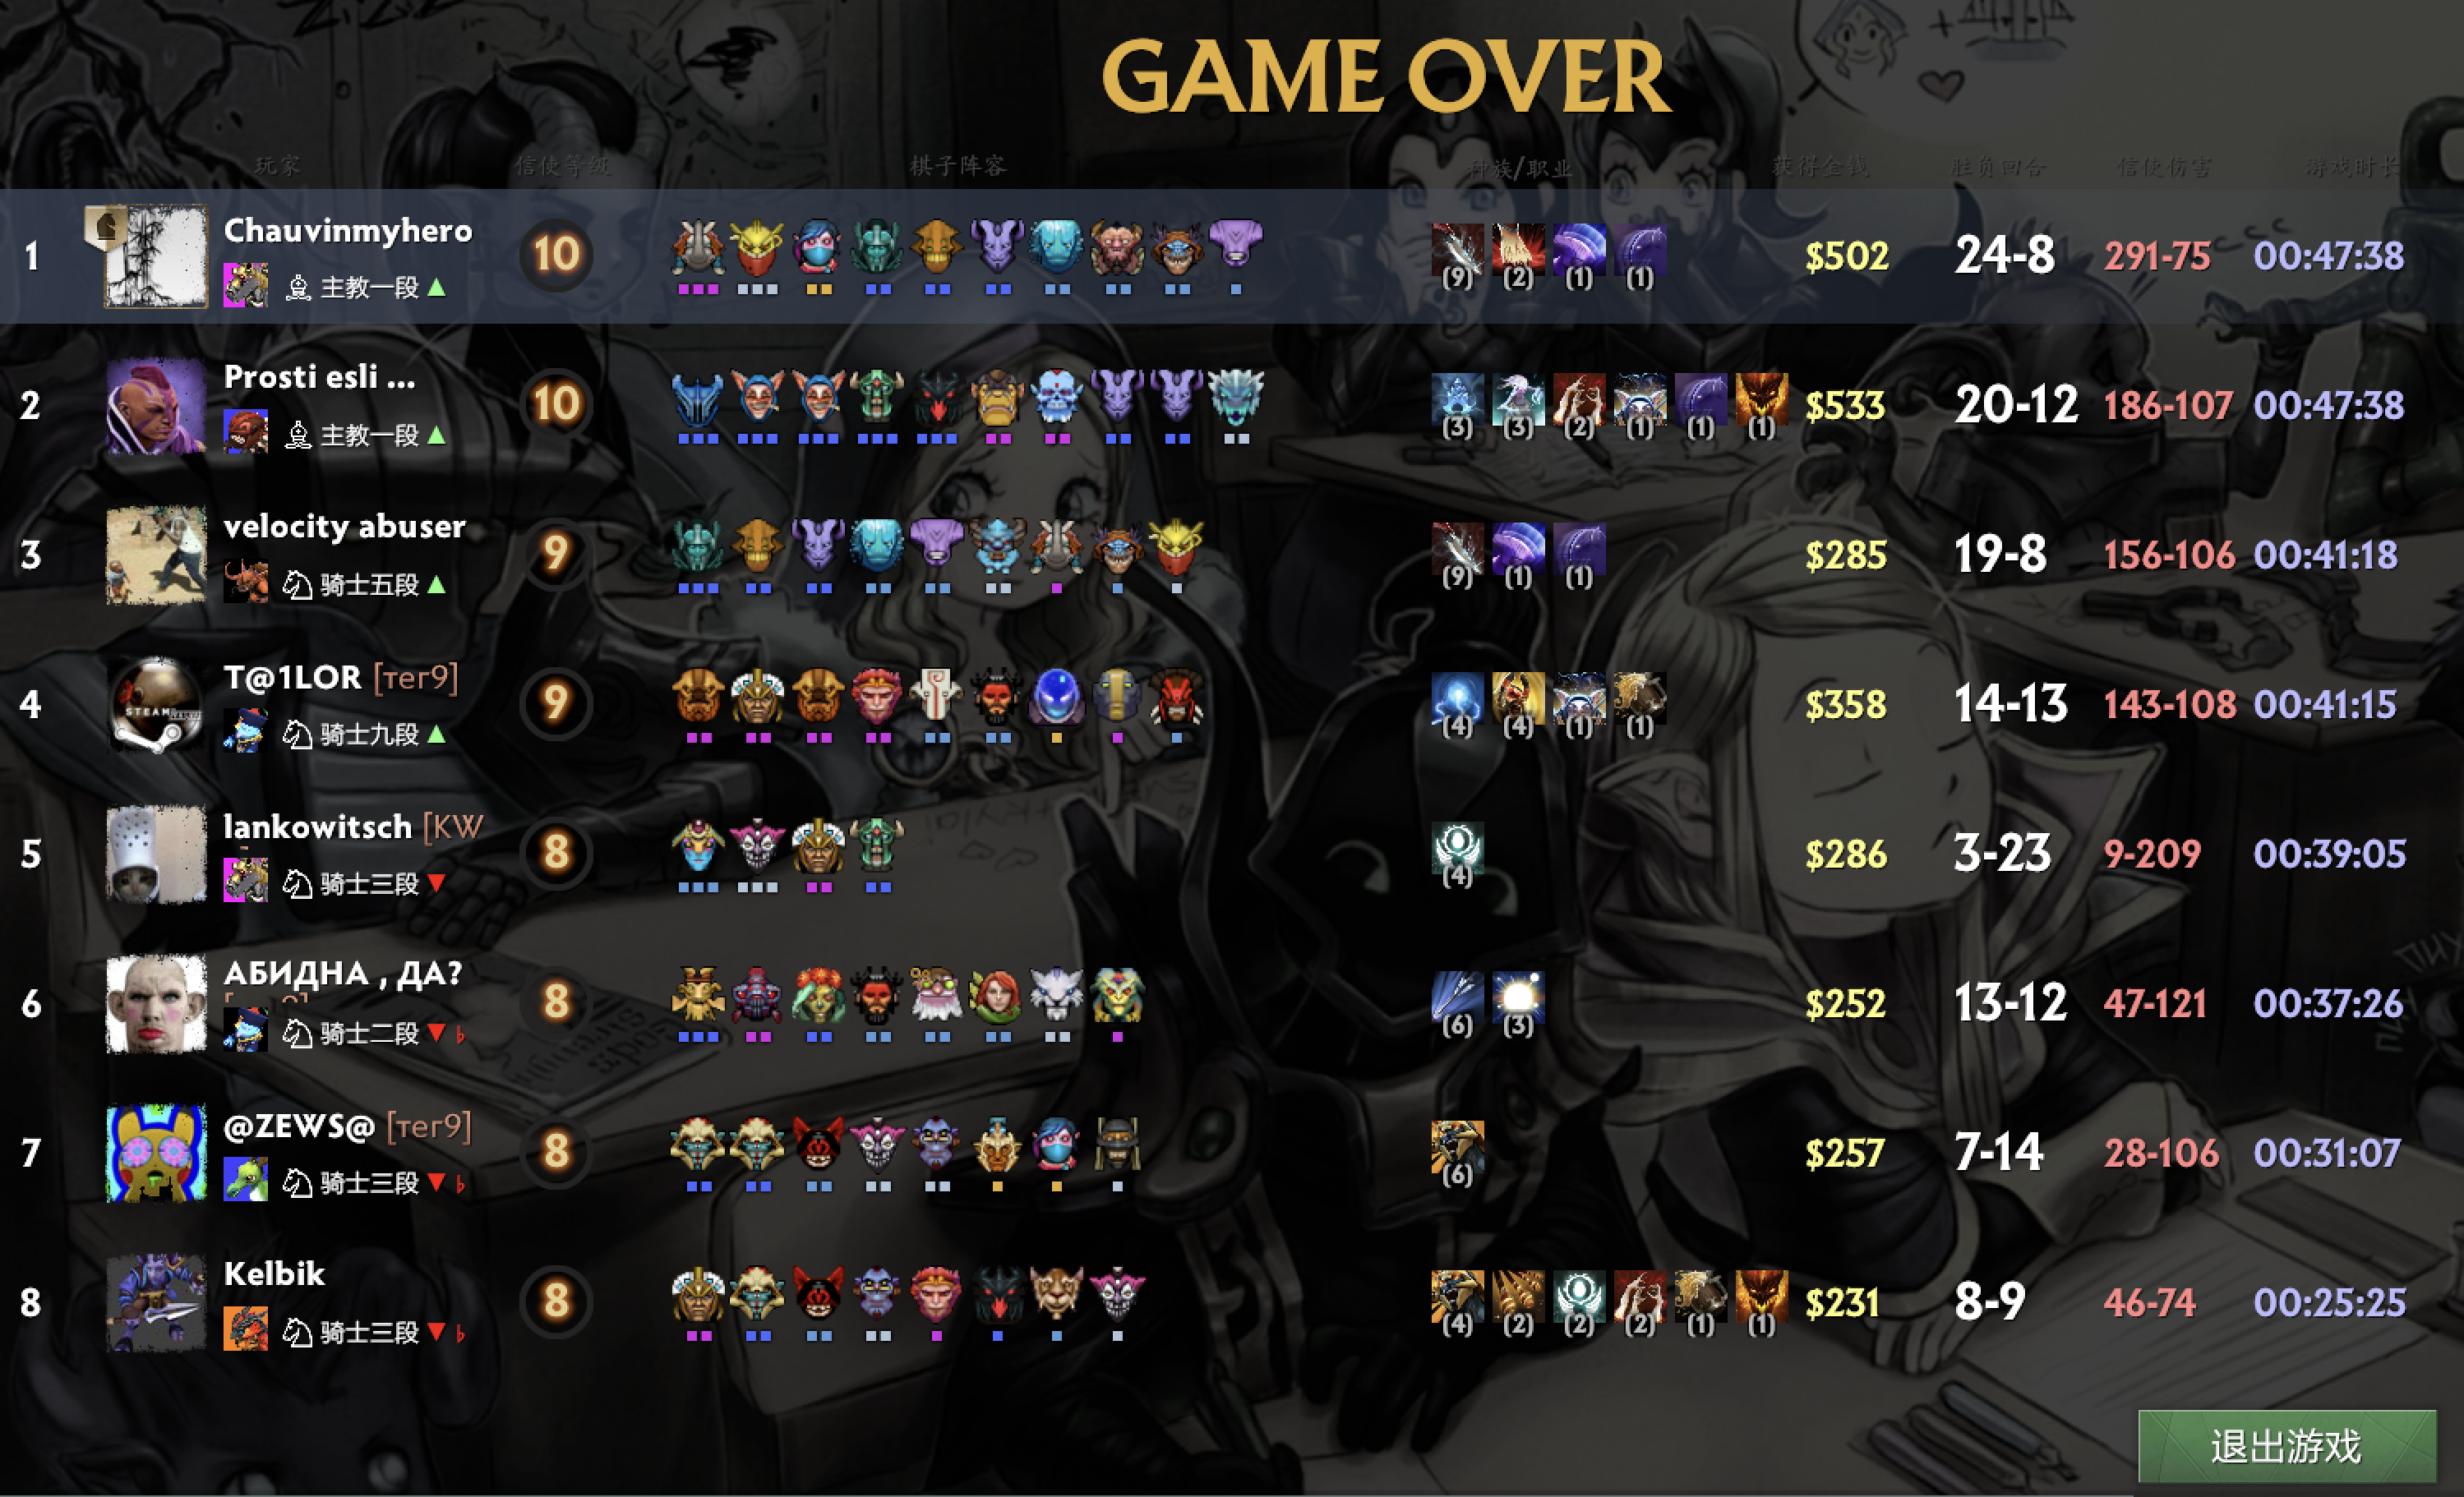 GAME OVER
玩家 信使等级 棋子阵容 种族/职业 获得金钱 胜负回合 信使伤害 游戏时长
1 Chauvinmyhero 主教一段 10 (9) (2) (1) (1) $502 24-8 291-75 00:47:38
2 Prosti esli ... 主教一段 10 (3) (3) (2) (1) (1) (1) $533 20-12 186-107 00:47:38
3 velocity abuser 骑士五段 9 (9) (1) (1) $285 19-8 156-106 00:41:18
4 T@1LOR [тег9] STEAM 骑士九段 9 (4) (4) (1) (1) $358 14-13 143-108 00:41:15
5 lankowitsch [KW 骑士三段 8 (4) $286 3-23 9-209 00:39:05
6 АБИДНА , ДА? 骑士二段 8 (6) (3) $252 13-12 47-121 00:37:26
7 @ZEWS@ [тег9] 骑士三段 8 (6) $257 7-14 28-106 00:31:07
8 Kelbik 骑士三段 8 (4) (2) (2) (2) (1) (1) $231 8-9 46-74 00:25:25
退出游戏